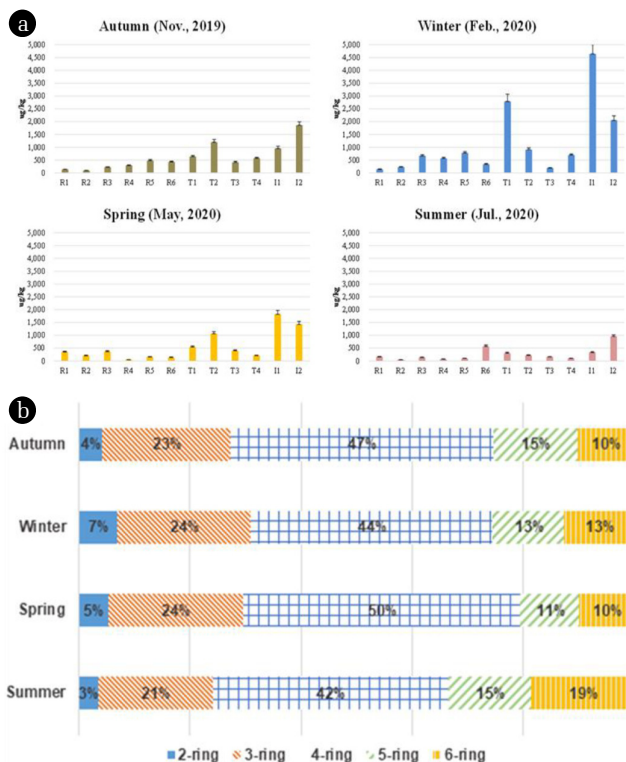 a
Autumn (Nov., 2019)
Winter (Feb., 2020)
5,000
4,500
4,000
3,500
3,000
2,500
2,000
1,500
1,000
500
0
ug/kg
R1 R2 R3 R4 R5 R6 T1 T2 T3 T4 I1 I2
5,000
4,500
4,000
3,500
3,000
2,500
2,000
1,500
1,000
500
0
ug/kg
R1 R2 R3 R4 R5 R6 T1 T2 T3 T4 I1 I2
Spring (May, 2020)
Summer (Jul., 2020)
5,000
4,500
4,000
3,500
3,000
2,500
2,000
1,500
1,000
500
0
ug/kg
R1 R2 R3 R4 R5 R6 T1 T2 T3 T4 I1 I2
5,000
4,500
4,000
3,500
3,000
2,500
2,000
1,500
1,000
500
0
ug/kg
R1 R2 R3 R4 R5 R6 T1 T2 T3 T4 I1 I2
b
Autumn 4% 23% 47% 15% 10%
Winter 7% 24% 44% 13% 13%
Spring 5% 24% 50% 11% 10%
Summer 3% 21% 42% 15% 19%
2-ring 3-ring 4-ring 5-ring 6-ring